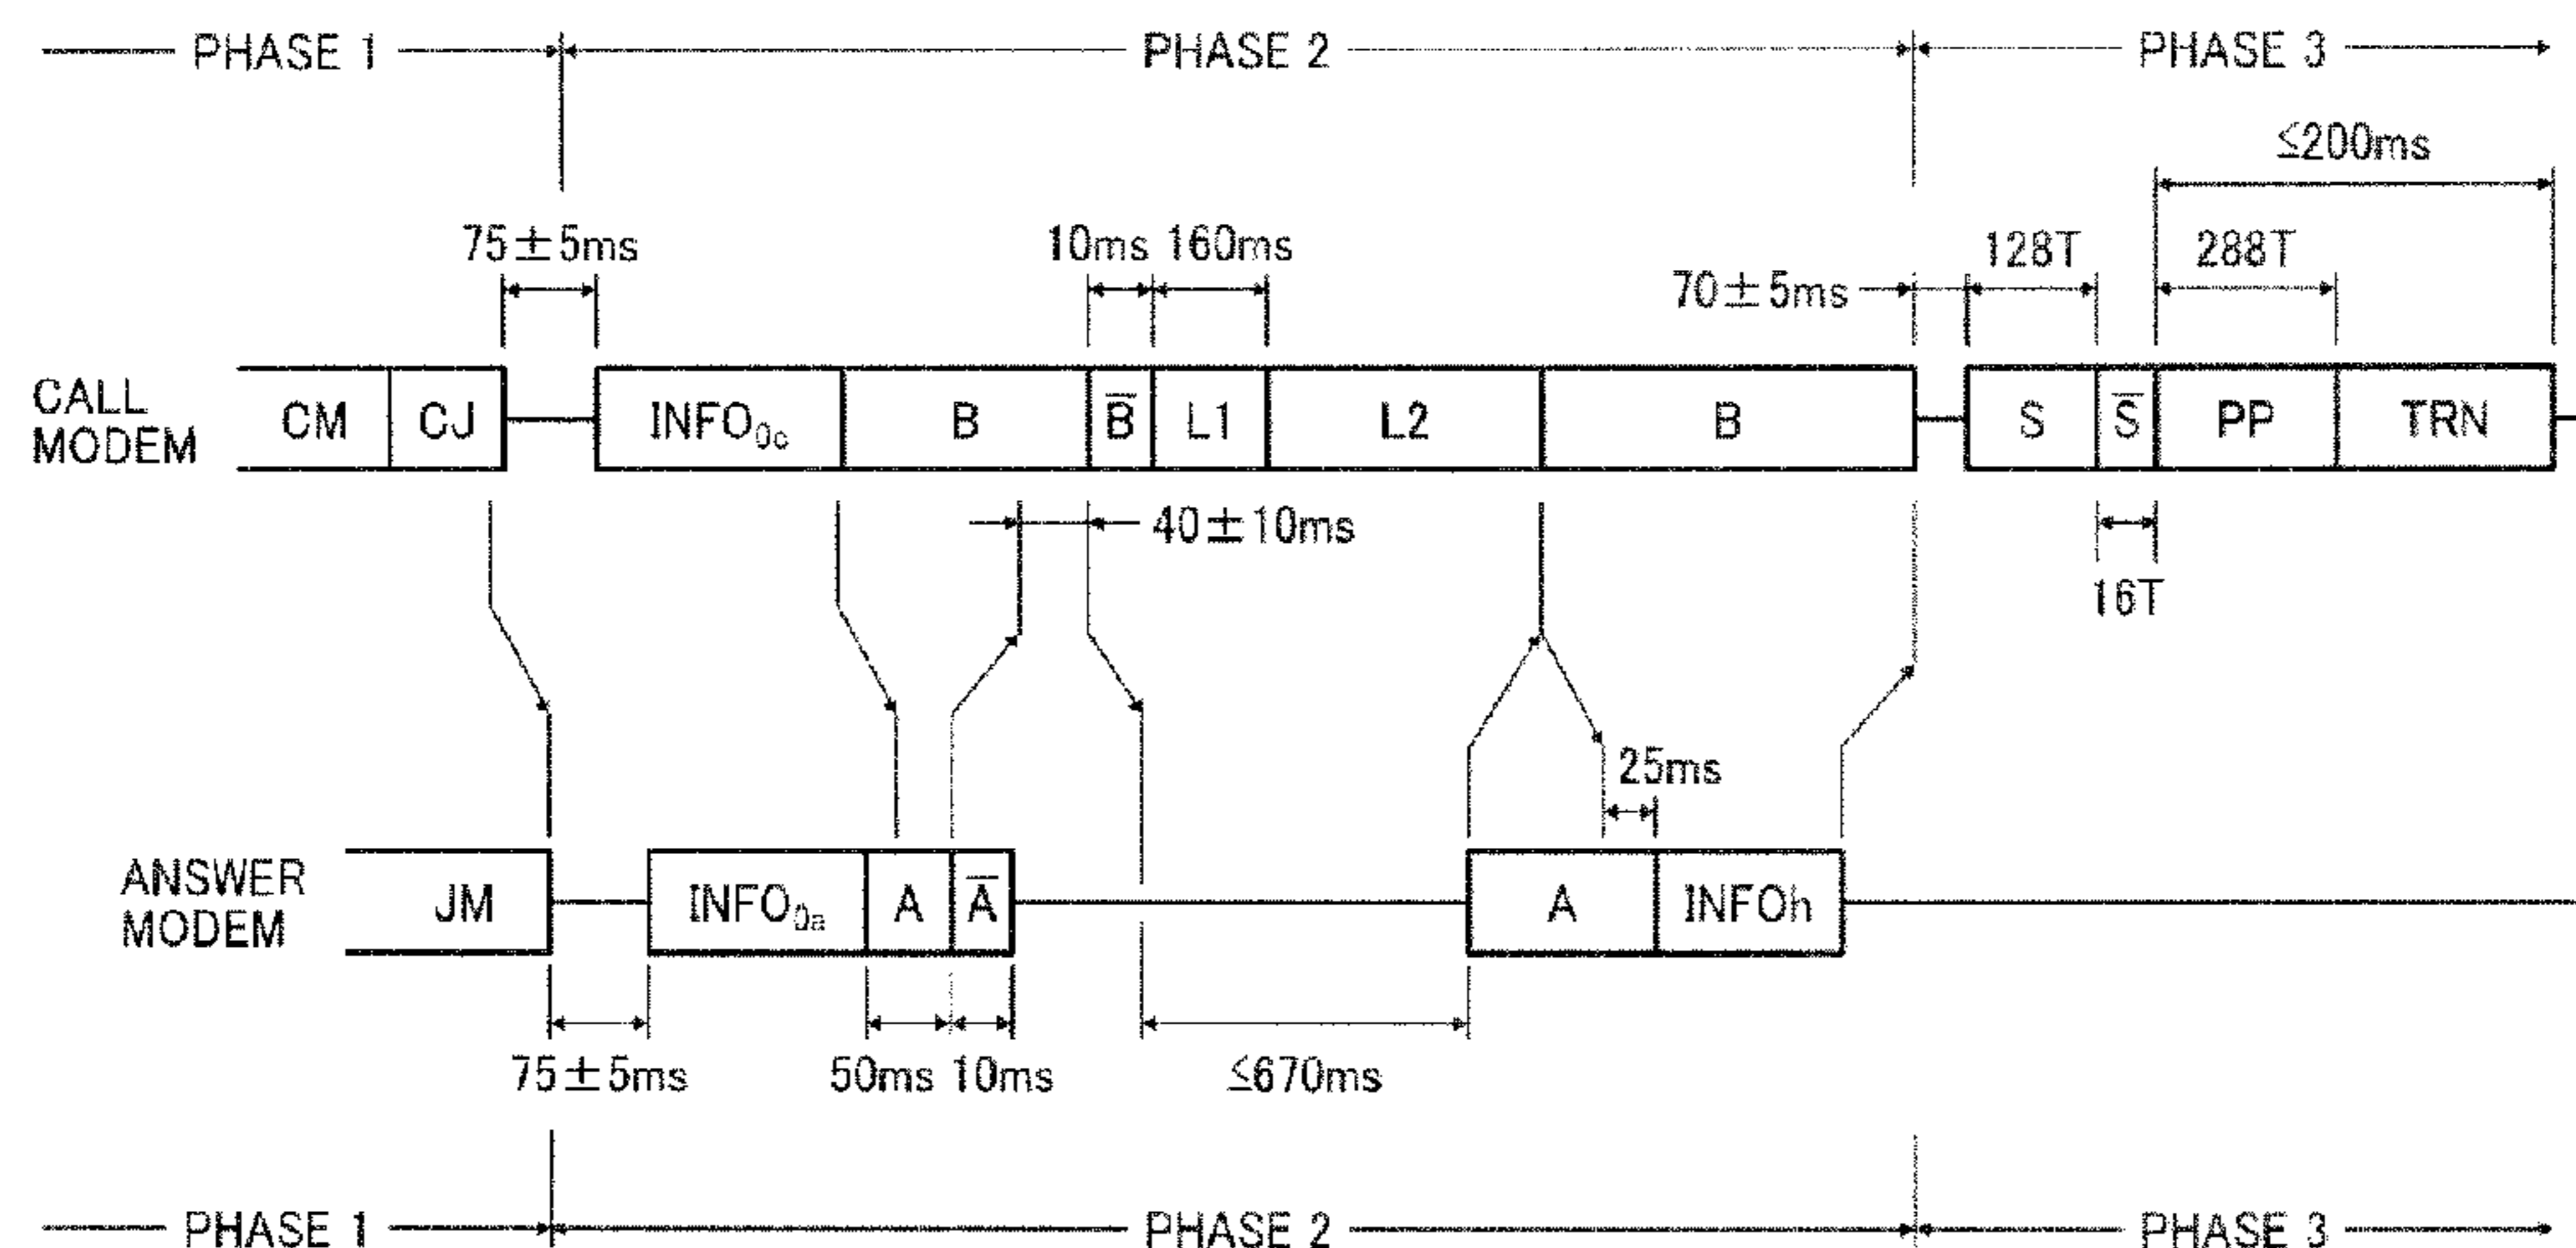 PHASE 1 PHASE 2 PHASE 3
≤200ms
75±5ms 10ms 160ms 128T 288T
70±5ms
CALL
MODEM
CM CJ INFO₀c B B̅ L1 L2 B S S̅ PP TRN
40±10ms
16T
25ms
ANSWER
MODEM
JM INFO₀a A A̅ A INFOh
75±5ms 50ms 10ms ≤670ms
PHASE 1 PHASE 2 PHASE 3